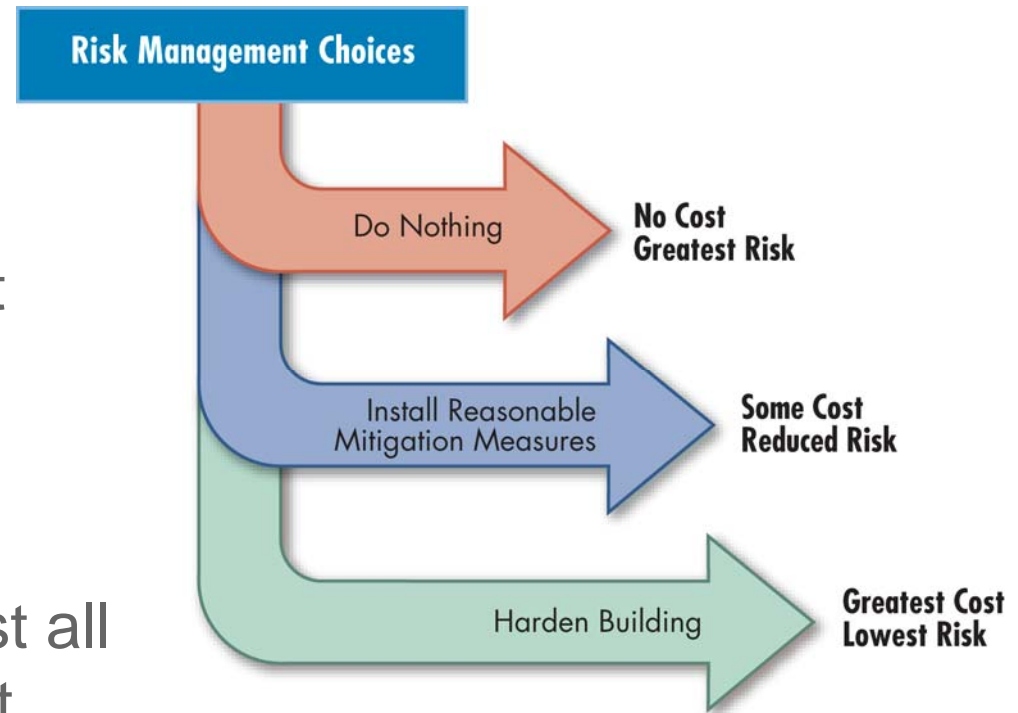 Risk Management Choices
Do Nothing
No Cost
Greatest Risk
t
Install Reasonable
Mitigation Measures
Some Cost
Reduced Risk
st all
t
Harden Building
Greatest Cost
Lowest Risk